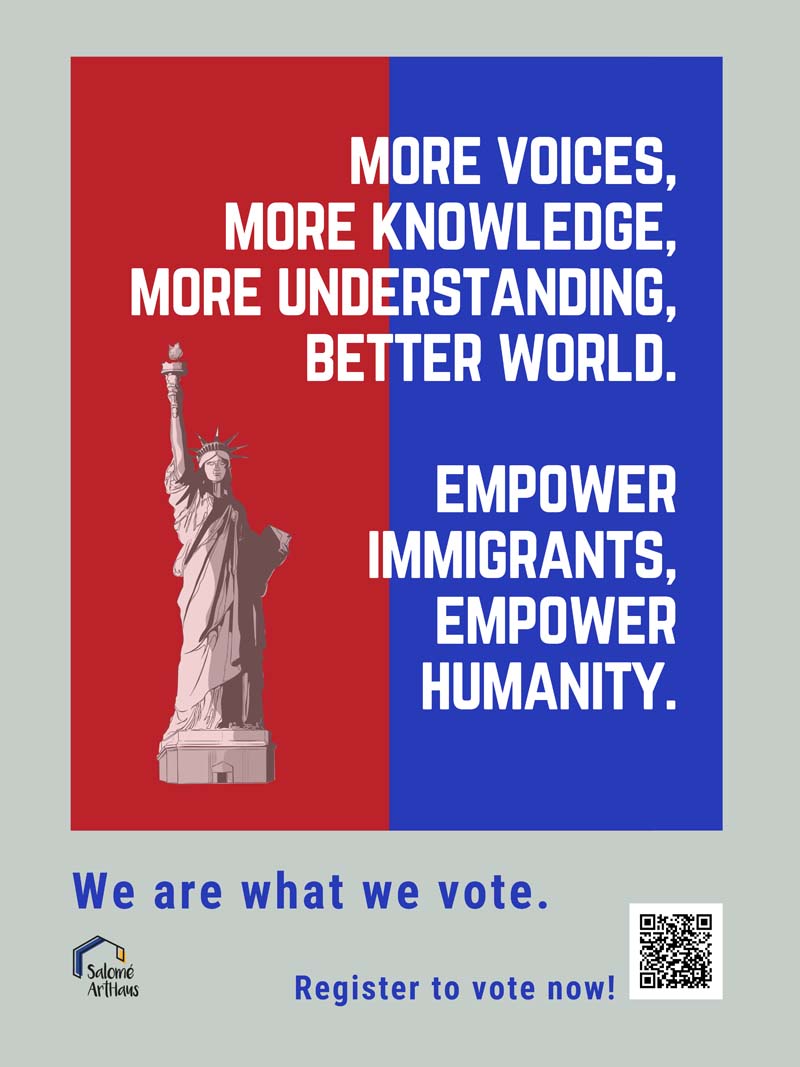 MORE VOICES,
MORE KNOWLEDGE,
MORE UNDERSTANDING,
BETTER WORLD.
EMPOWER
IMMIGRANTS,
EMPOWER
HUMANITY.
We are what we vote.
Salomé
ArtHaus
Register to vote now!